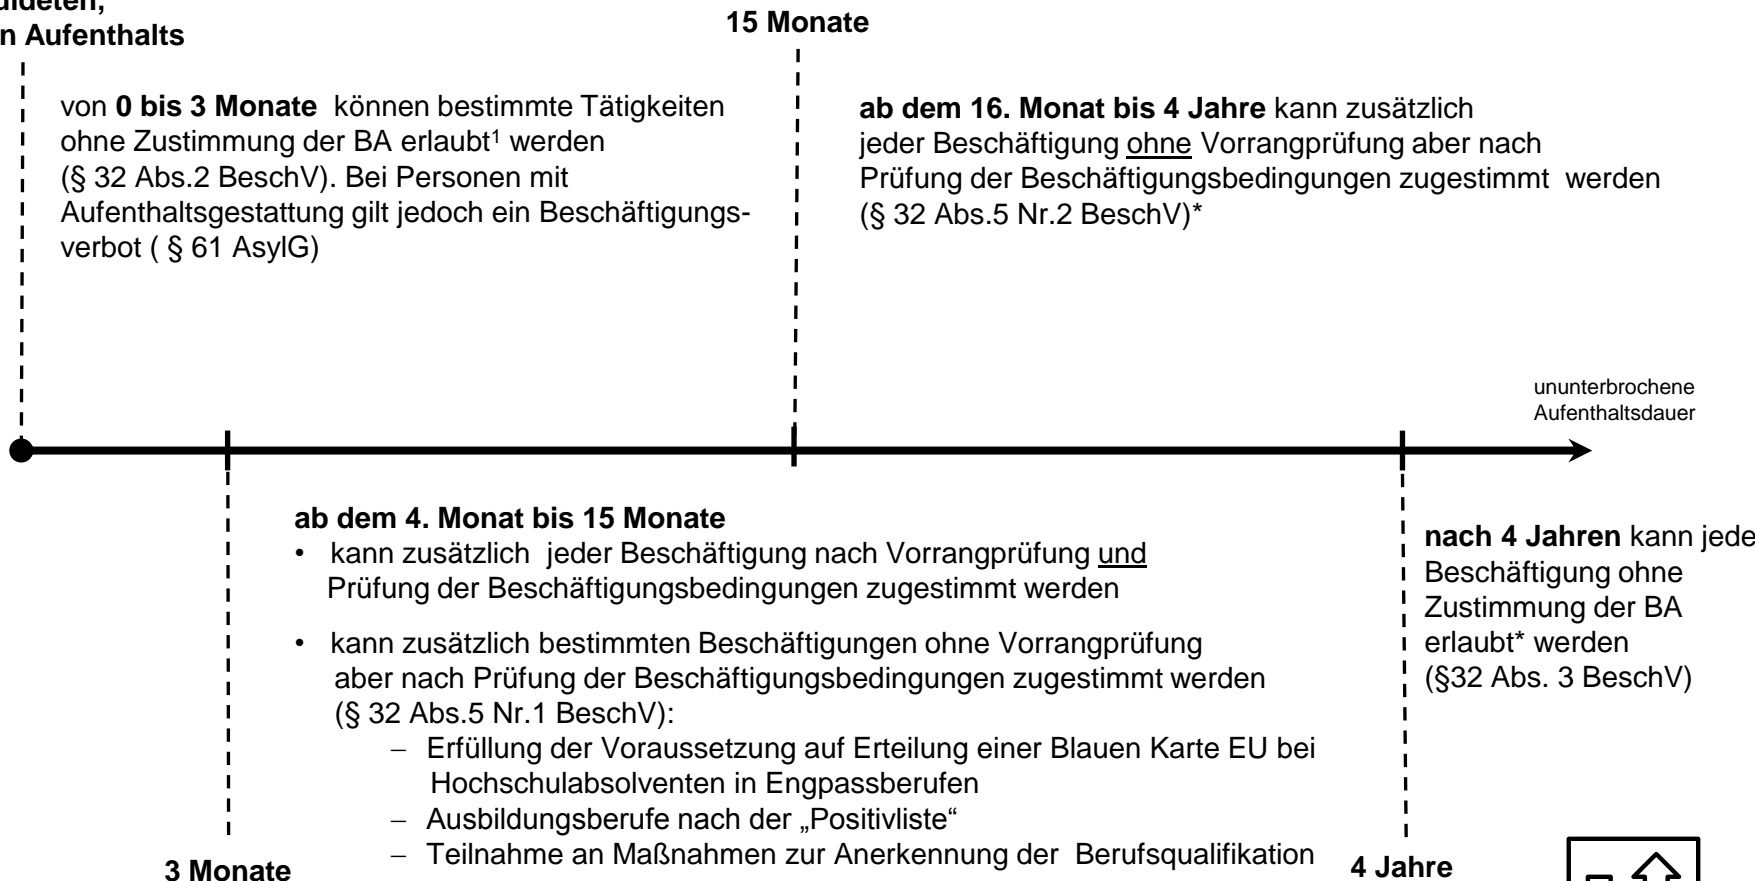 n Aufenthalts
15 Monate
von 0 bis 3 Monate können bestimmte Tätigkeiten
ohne Zustimmung der BA erlaubt¹ werden
(§ 32 Abs.2 BeschV). Bei Personen mit
Aufenthaltsgestattung gilt jedoch ein Beschäftigungs-
verbot ( § 61 AsylG)
ab dem 16. Monat bis 4 Jahre kann zusätzlich
jeder Beschäftigung ohne Vorrangprüfung aber nach
Prüfung der Beschäftigungsbedingungen zugestimmt werden
(§ 32 Abs.5 Nr.2 BeschV)*
ununterbrochene
Aufenthaltsdauer
ab dem 4. Monat bis 15 Monate
• kann zusätzlich jeder Beschäftigung nach Vorrangprüfung und
Prüfung der Beschäftigungsbedingungen zugestimmt werden
• kann zusätzlich bestimmten Beschäftigungen ohne Vorrangprüfung
aber nach Prüfung der Beschäftigungsbedingungen zugestimmt werden
(§ 32 Abs.5 Nr.1 BeschV):
– Erfüllung der Voraussetzung auf Erteilung einer Blauen Karte EU bei
Hochschulabsolventen in Engpassberufen
– Ausbildungsberufe nach der „Positivliste“
– Teilnahme an Maßnahmen zur Anerkennung der Berufsqualifikation
nach 4 Jahren kann jede
Beschäftigung ohne
Zustimmung der BA
erlaubt* werden
(§32 Abs. 3 BeschV)
3 Monate
4 Jahre